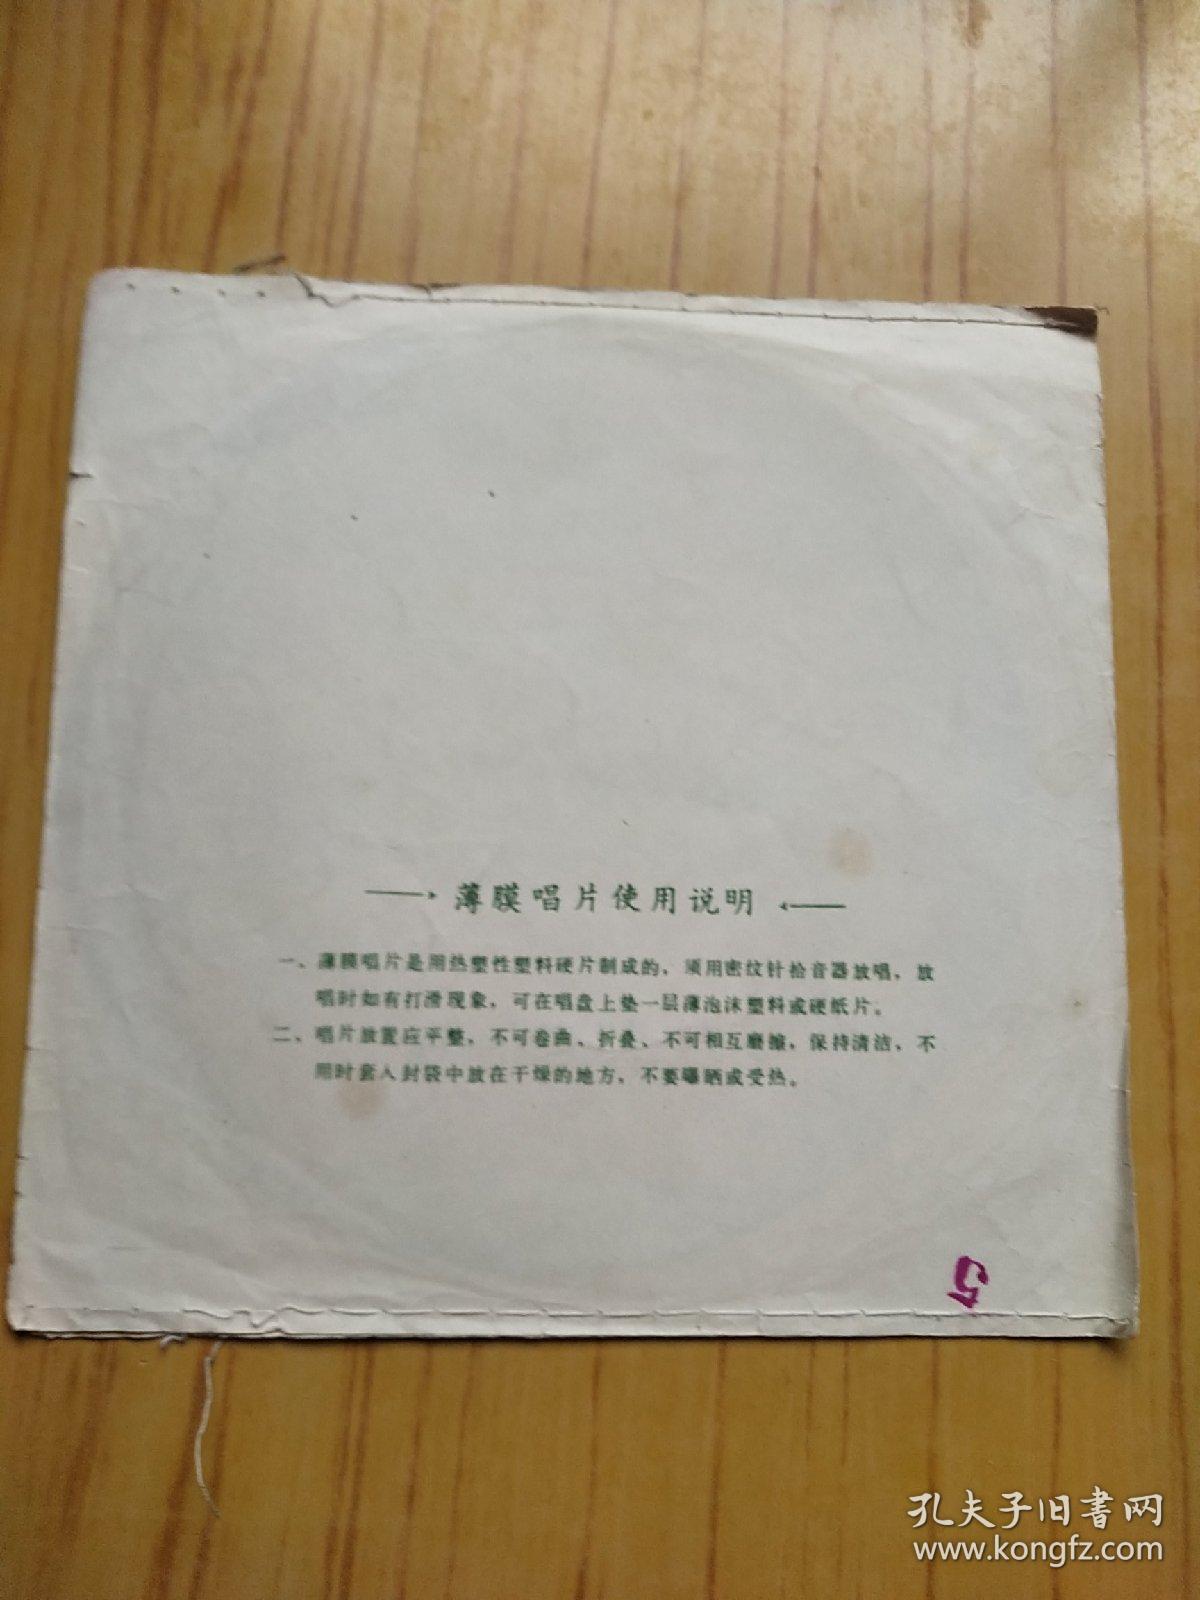 薄膜唱片使用说明
一、薄膜唱片是用热塑性塑料硬片制成的，须用密纹针拾音器放唱，放
唱时如有打滑现象，可在唱盘上垫一层薄泡沫塑料或硬纸片。
二、唱片放置应平整，不可卷曲、折叠、不可相互磨擦，保持清洁，不
用时套入封袋中放在干燥的地方，不要曝晒或受热。
5
孔夫子旧书网
www.kongfz.com